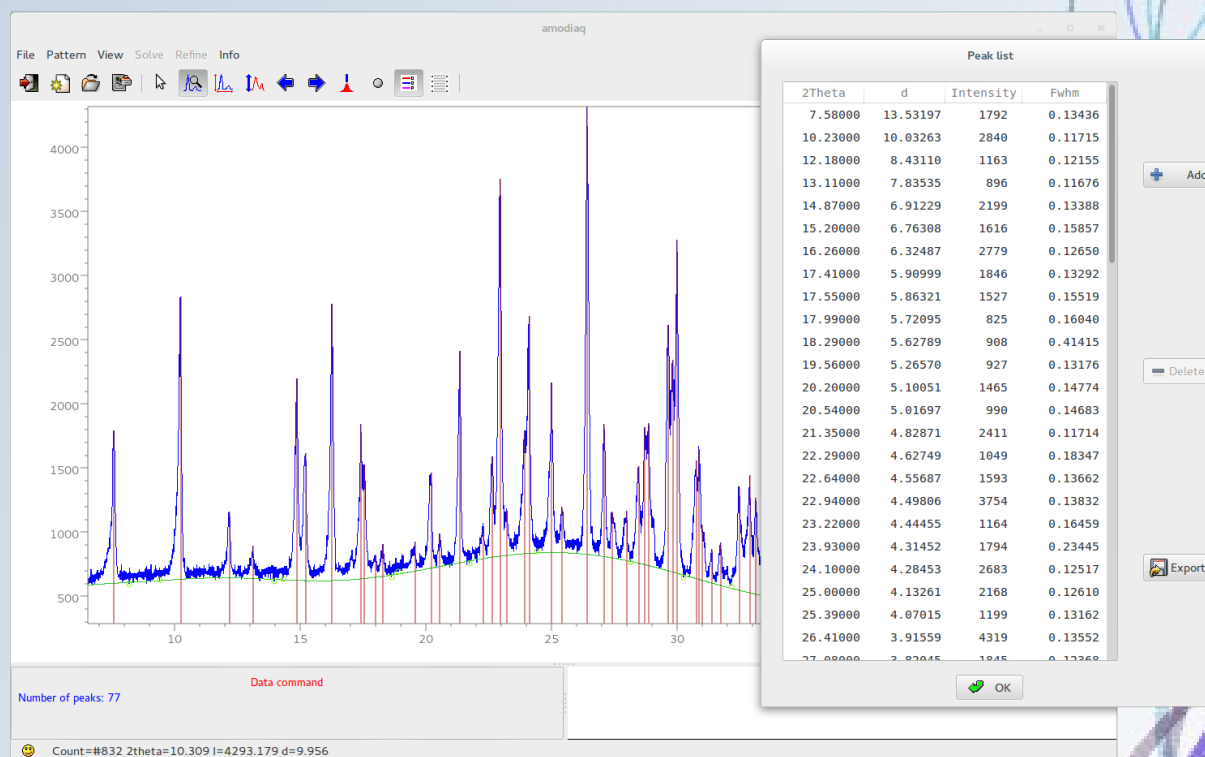 amodiaq
File Pattern View Solve Refine Info
4000
3500
3000
2500
2000
1500
1000
500
10 15 20 25 30
Data command
Number of peaks: 77
Count=#832 2theta=10.309 I=4293.179 d=9.956
Peak list
2Theta d Intensity Fwhm
7.58000 13.53197 1792 0.13436
10.23000 10.03263 2840 0.11715
12.18000 8.43110 1163 0.12155
13.11000 7.83535 896 0.11676
14.87000 6.91229 2199 0.13388
15.20000 6.76308 1616 0.15857
16.26000 6.32487 2779 0.12650
17.41000 5.90999 1846 0.13292
17.55000 5.86321 1527 0.15519
17.99000 5.72095 825 0.16040
18.29000 5.62789 908 0.41415
19.56000 5.26570 927 0.13176
20.20000 5.10051 1465 0.14774
20.54000 5.01697 990 0.14683
21.35000 4.82871 2411 0.11714
22.29000 4.62749 1049 0.18347
22.64000 4.55687 1593 0.13662
22.94000 4.49806 3754 0.13832
23.22000 4.44455 1164 0.16459
23.93000 4.31452 1794 0.23445
24.10000 4.28453 2683 0.12517
25.00000 4.13261 2168 0.12610
25.39000 4.07015 1199 0.13162
26.41000 3.91559 4319 0.13552
27.08000 3.82045 1845 0.12368
Add
Delete
Export
OK